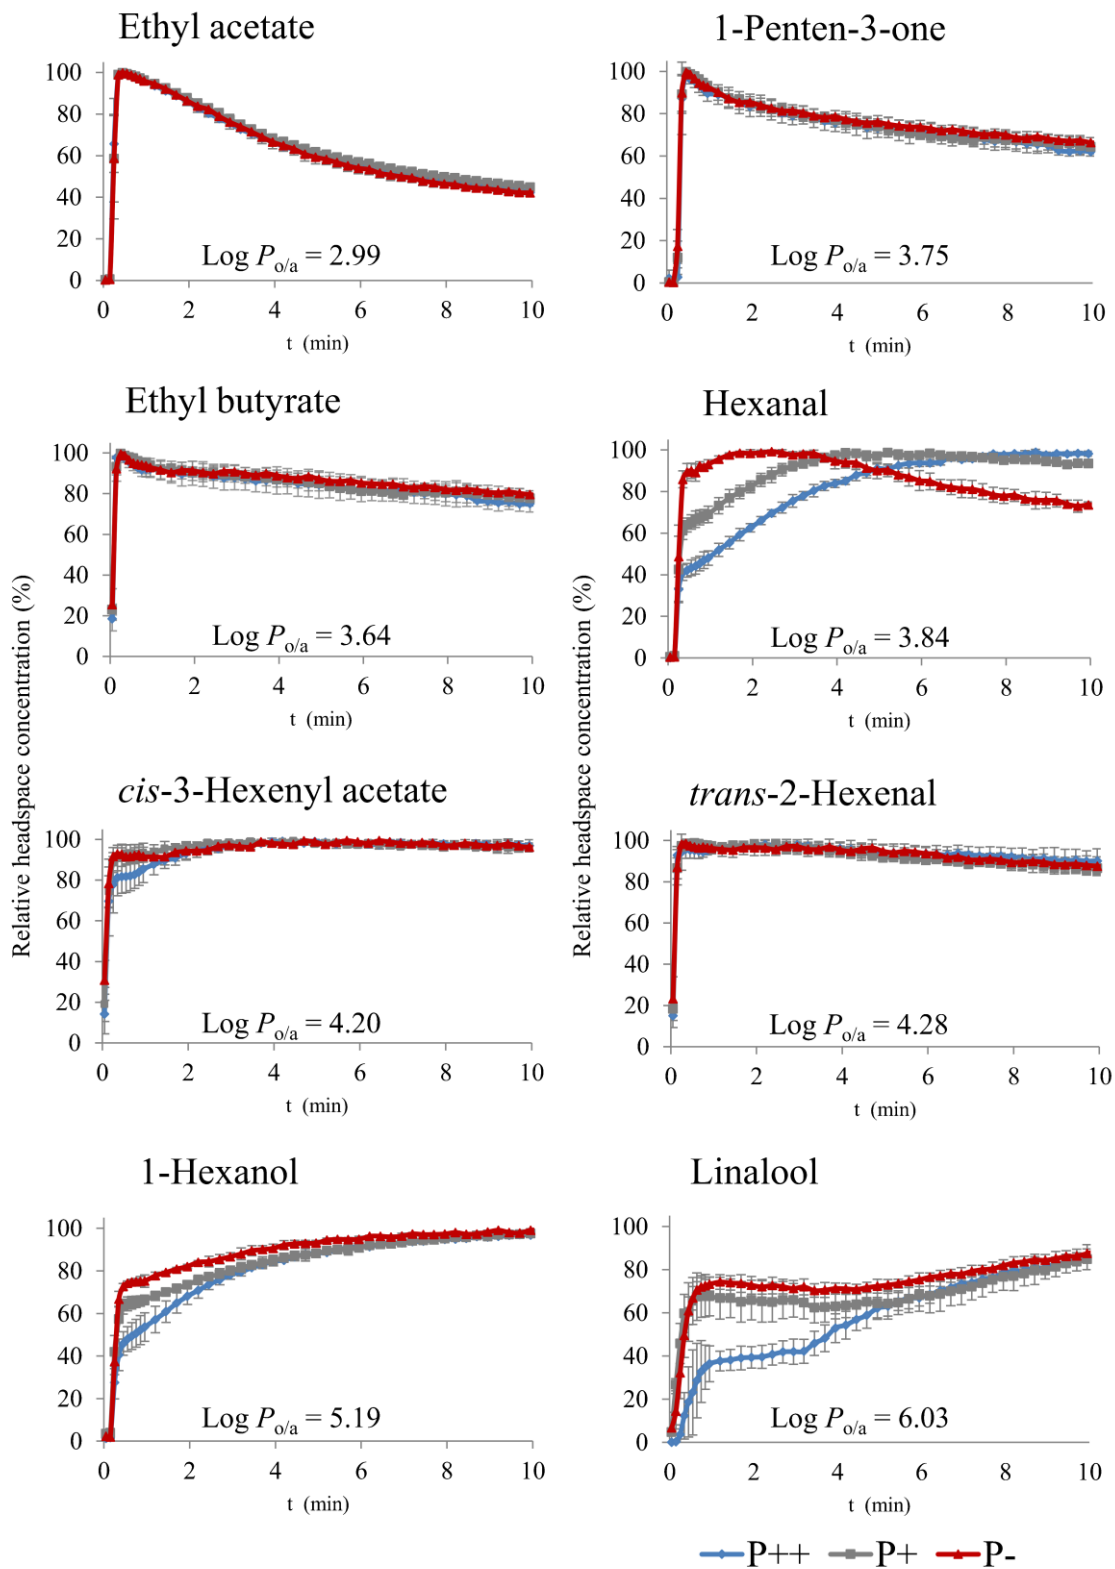 Ethyl acetate
100
80
60
40
20
0
0 2 4 6 8 10
Log P o/a = 2.99
t (min)
1-Penten-3-one
100
80
60
40
20
0
0 2 4 6 8 10
Log P o/a = 3.75
t (min)
Relative headspace concentration (%)
Ethyl butyrate
100
80
60
40
20
0
0 2 4 6 8 10
Log P o/a = 3.64
t (min)
Relative headspace concentration (%)
Hexanal
100
80
60
40
20
0
0 2 4 6 8 10
Log P o/a = 3.84
t (min)
cis-3-Hexenyl acetate
100
80
60
40
20
0
0 2 4 6 8 10
Log P o/a = 4.20
t (min)
trans-2-Hexenal
100
80
60
40
20
0
0 2 4 6 8 10
Log P o/a = 4.28
t (min)
1-Hexanol
100
80
60
40
20
0
0 2 4 6 8 10
Log P o/a = 5.19
t (min)
Linalool
100
80
60
40
20
0
0 2 4 6 8 10
Log P o/a = 6.03
t (min)
P++ P+ P-